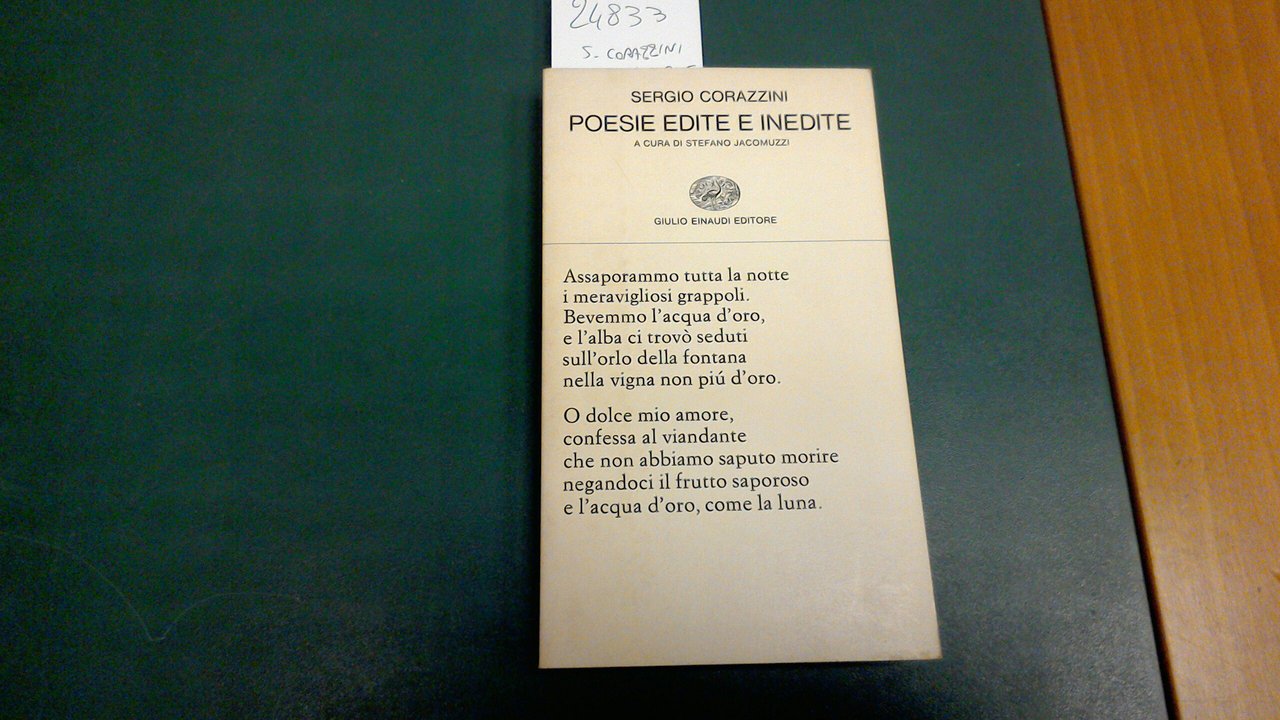 24833
S. CORAZZINI
SERGIO CORAZZINI
POESIE EDITE E INEDITE
A CURA DI STEFANO JACOMUZZI
GIULIO EINAUDI EDITORE
Assaporammo tutta la notte
i meravigliosi grappoli.
Bevemmo l'acqua d'oro,
e l'alba ci trovò seduti
sull'orlo della fontana
nella vigna non piú d'oro.
O dolce mio amore,
confessa al viandante
che non abbiamo saputo morire
negandoci il frutto saporoso
e l'acqua d'oro, come la luna.